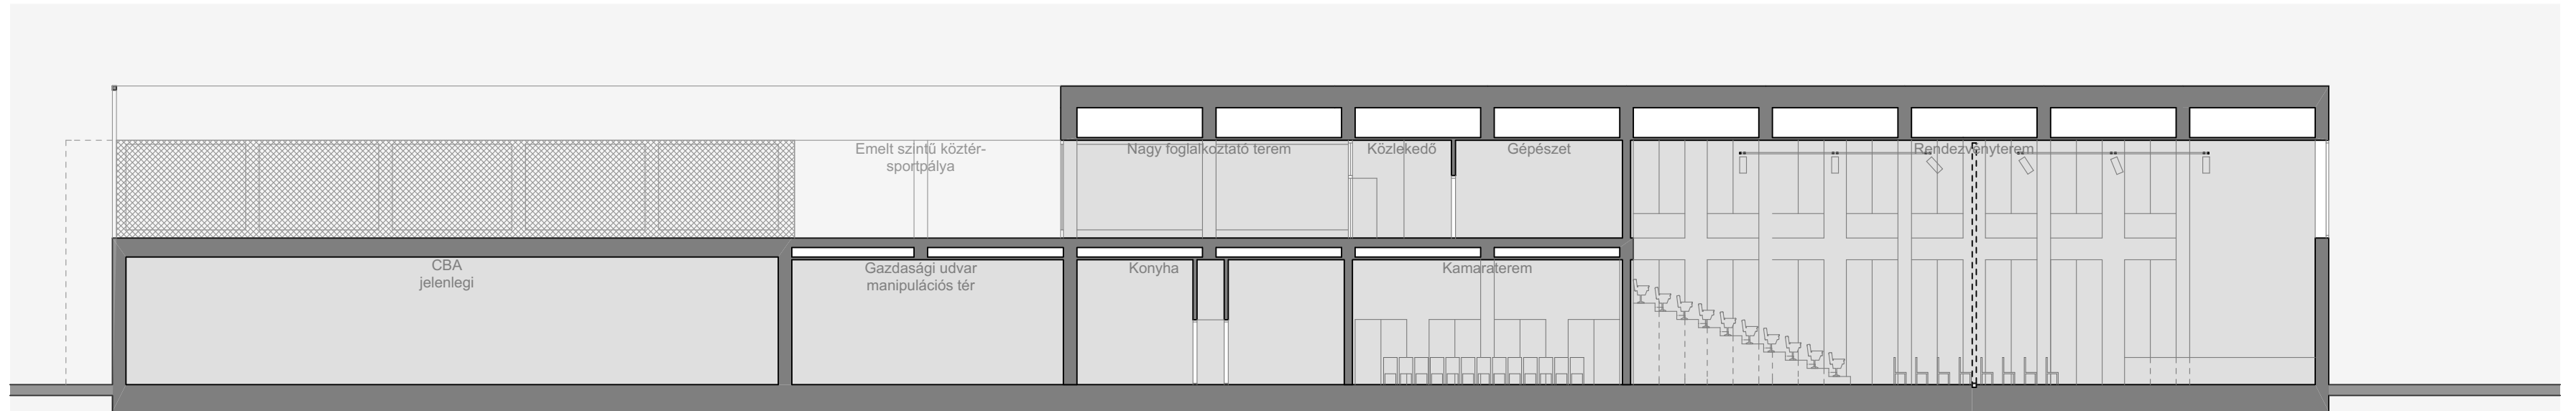 Emelt szintű köztér-
sportpálya
Nagy foglalkoztató terem
Közlekedő
Gépészet
Rendezvényterem
CBA
jelenlegi
Gazdasági udvar
manipulációs tér
Konyha
Kamaraterem